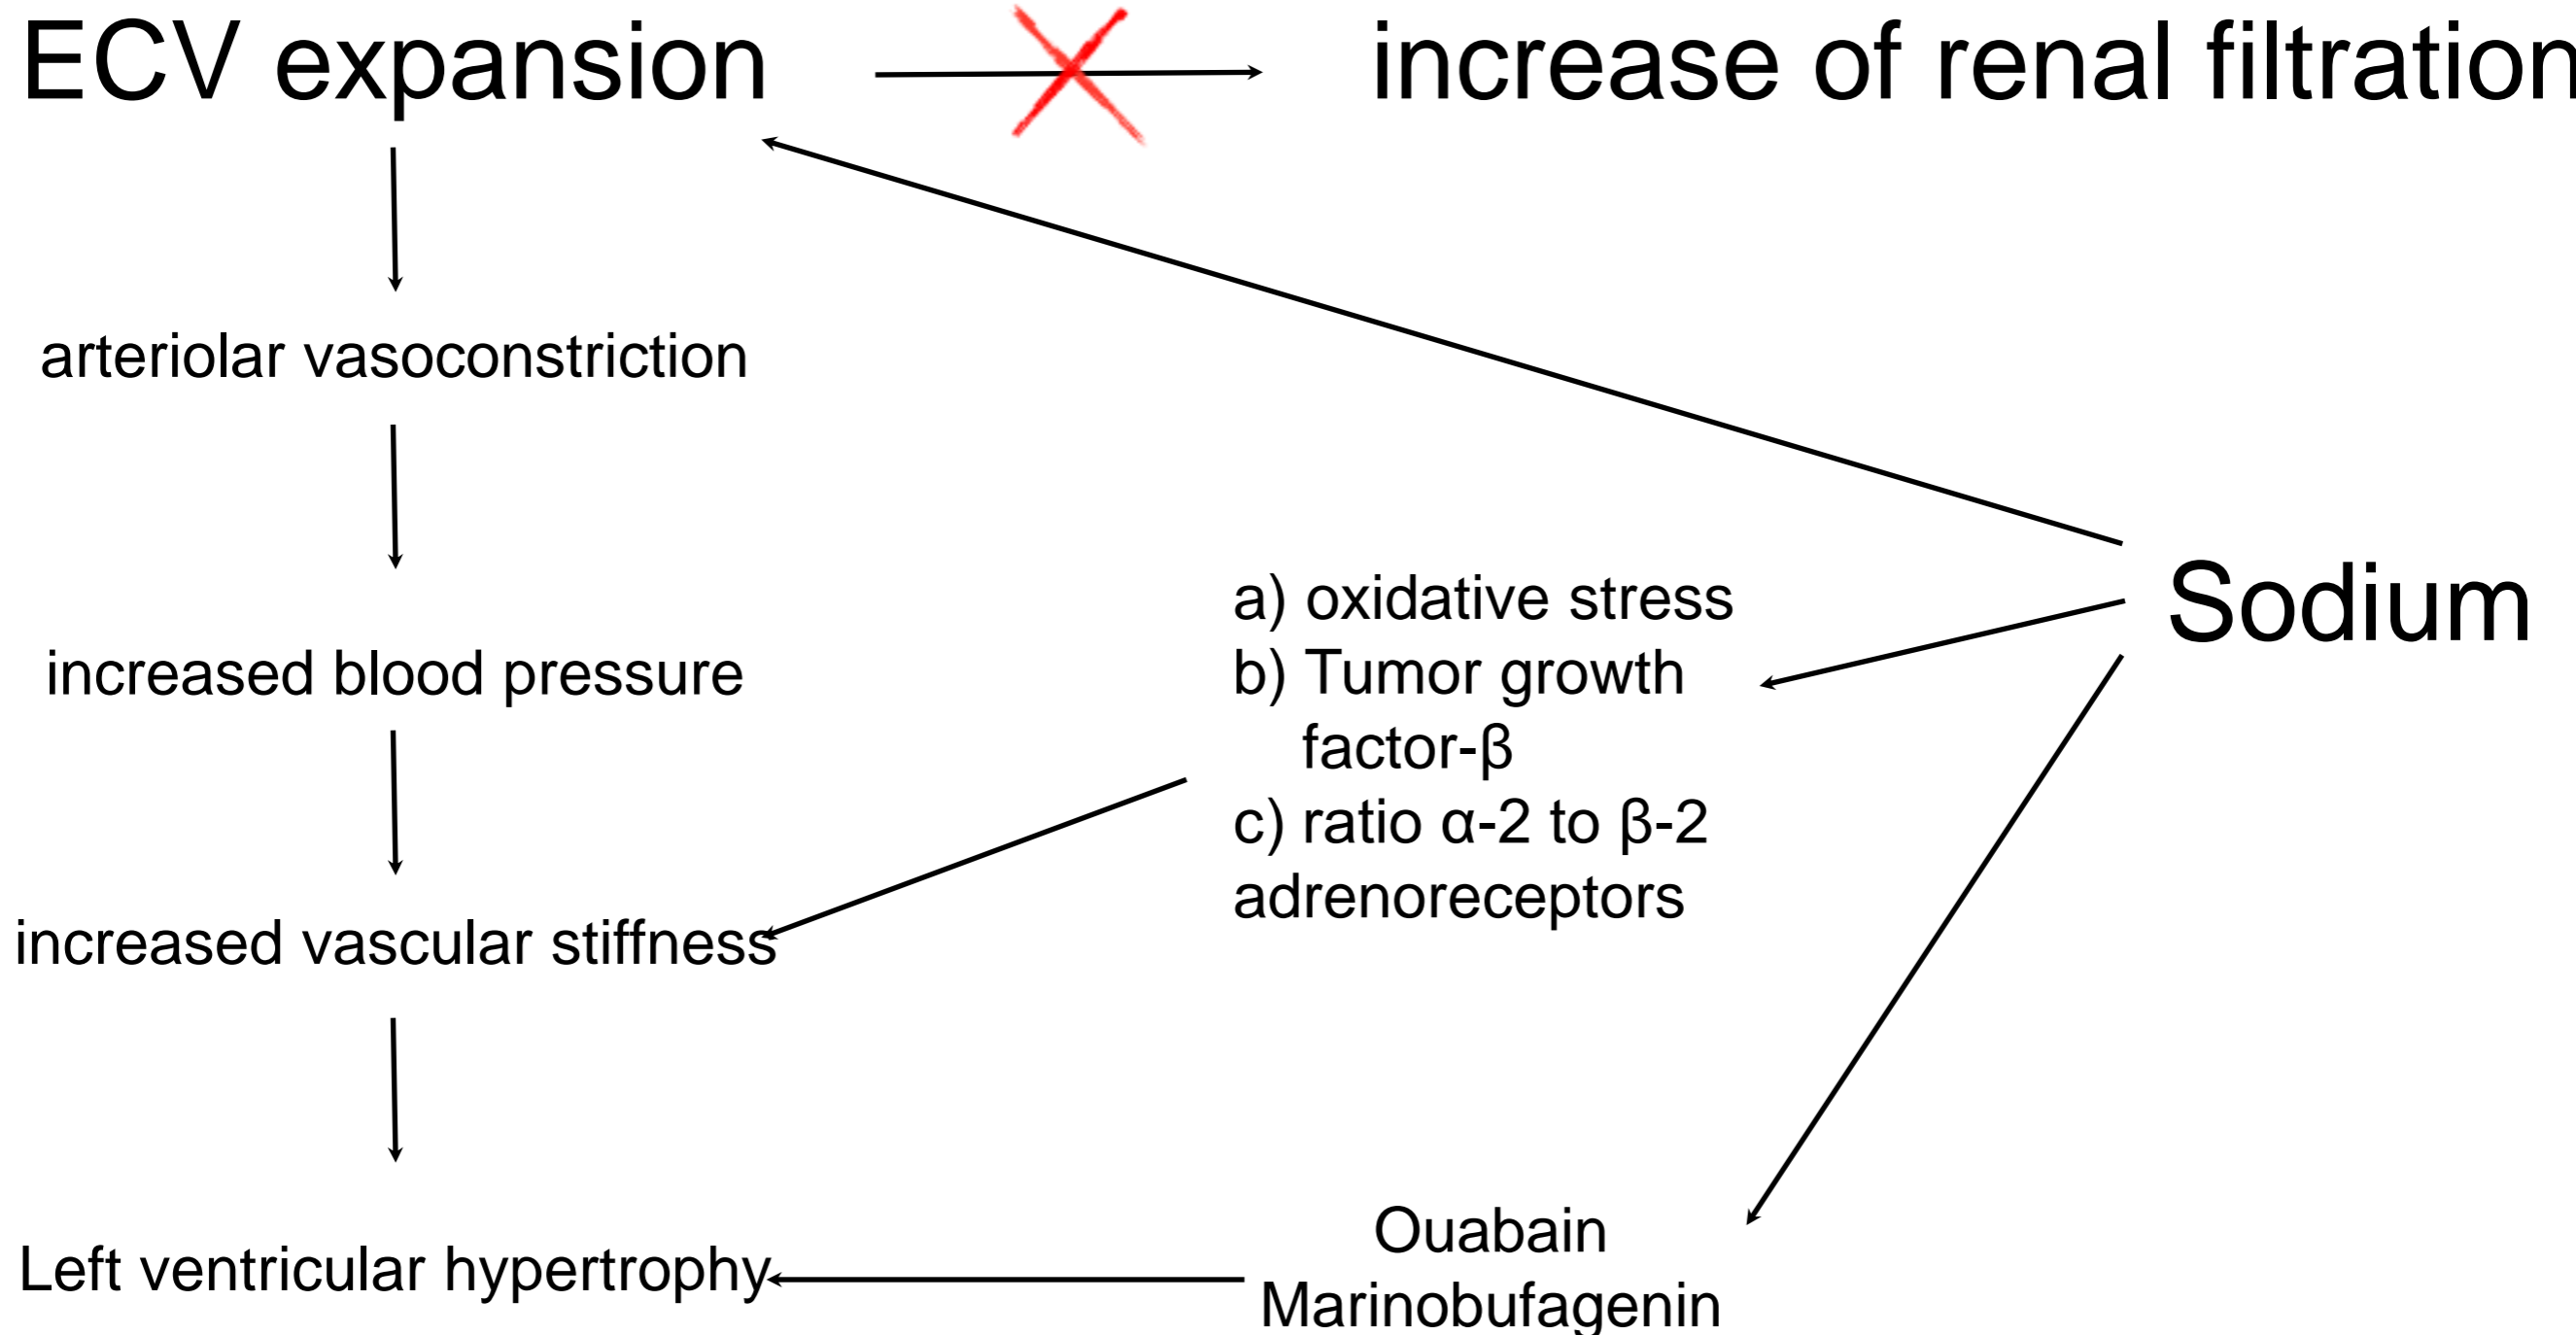 ECV expansion
increase of renal filtration
arteriolar vasoconstriction
increased blood pressure
increased vascular stiffness
Left ventricular hypertrophy
a) oxidative stress
b) Tumor growth
factor-β
c) ratio α-2 to β-2
adrenoreceptors
Sodium
Ouabain
Marinobufagenin